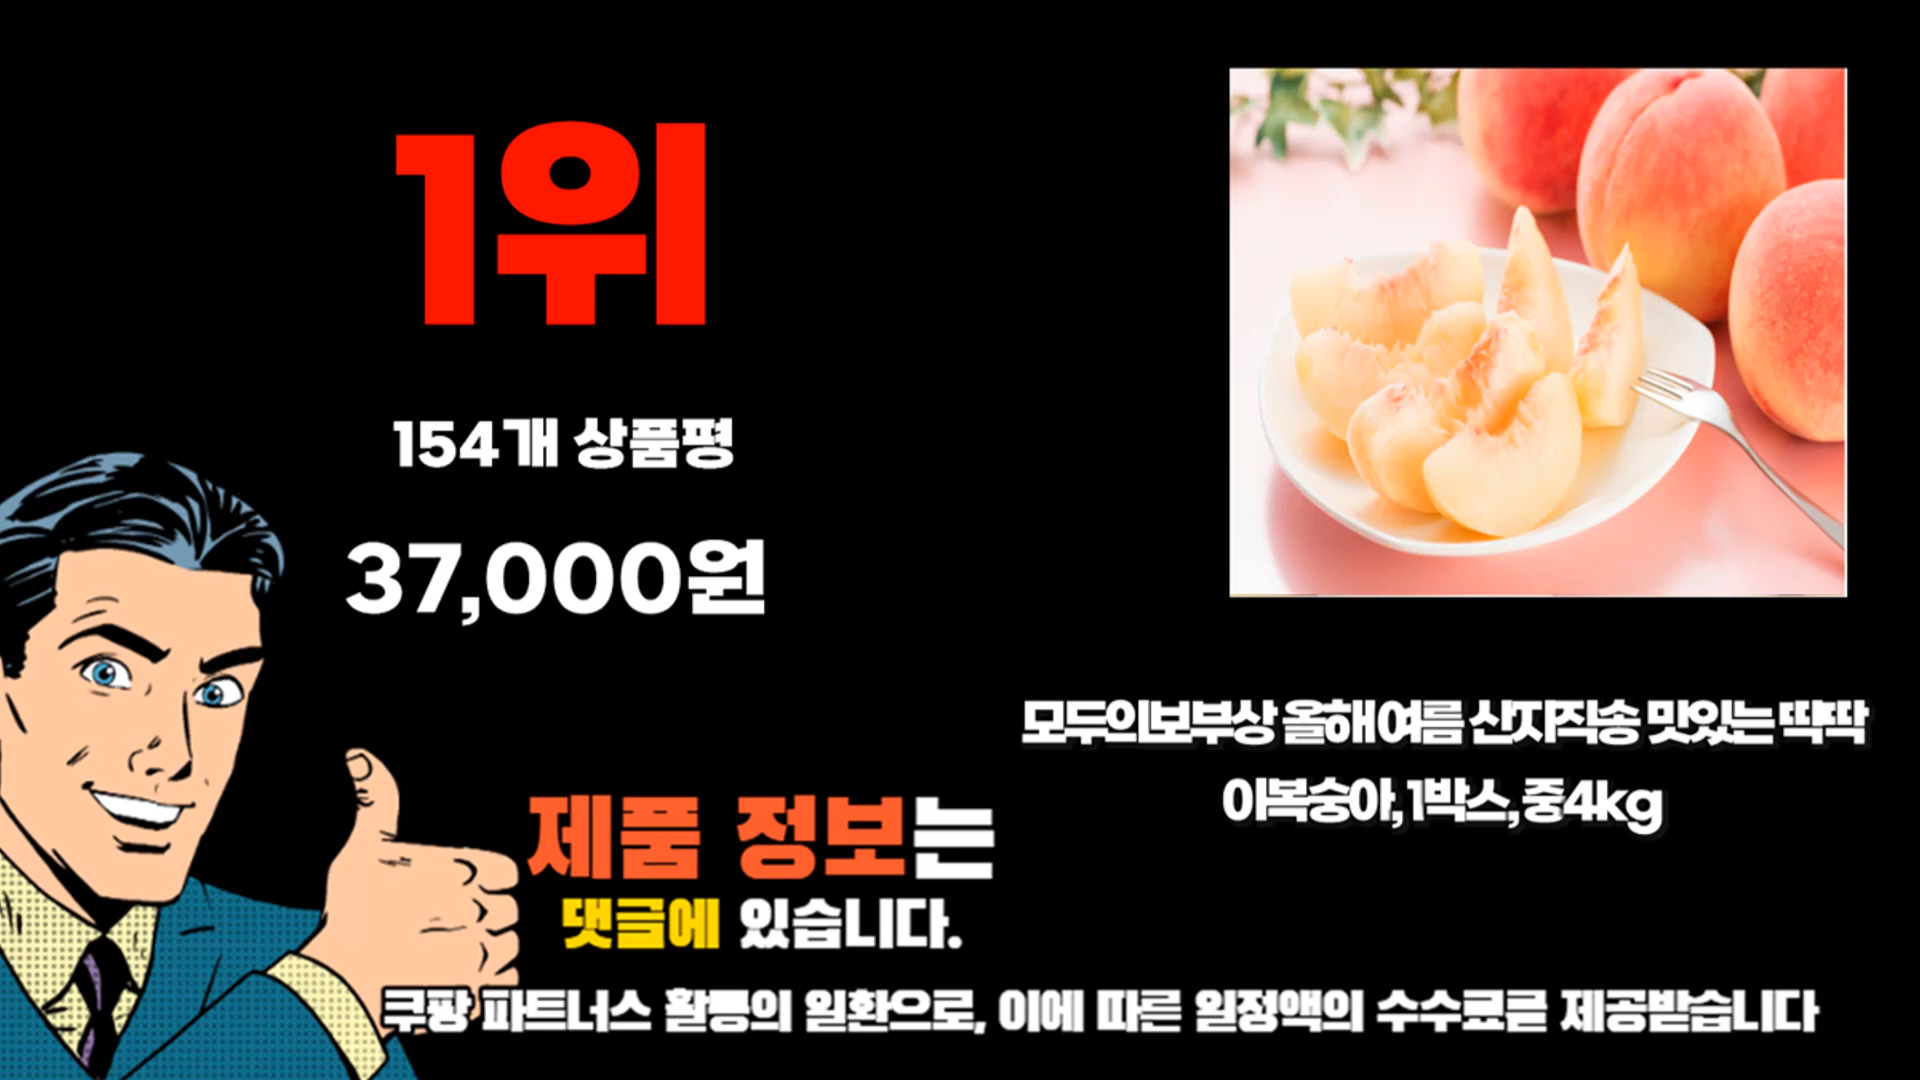 1위
154개 상품평
37,000원
모두의보부상 올해여름 산지직송 맛있는 딱딱
이복숭아, 1박스, 중4kg
제품 정보는
댓글에 있습니다.
쿠팡 파트너스 활동의 일환으로, 이에 따른 일정액의 수수료를 제공받습니다